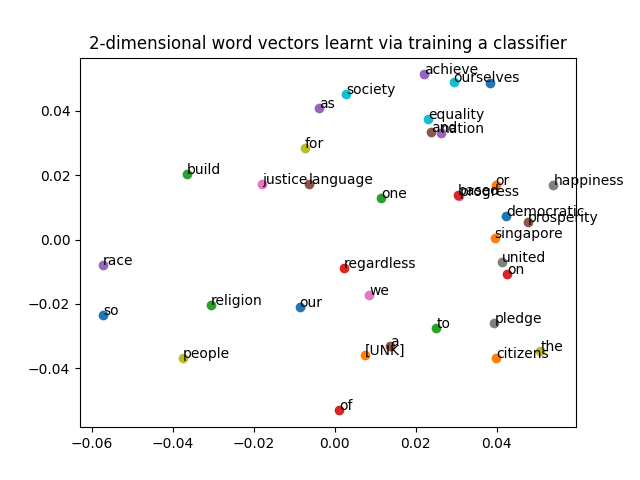 2-dimensional word vectors learnt via training a classifier
achieve
ourselves
society
as
equality
and
nation
for
build
justice
language
one
or
based
progress
happiness
democratic
prosperity
singapore
race
regardless
united
on
so
religion
our
we
pledge
to
people
[UNK]
a
citizens
the
of
0.04
0.02
0.00
−0.02
−0.04
−0.06
−0.04
−0.02
0.00
0.02
0.04